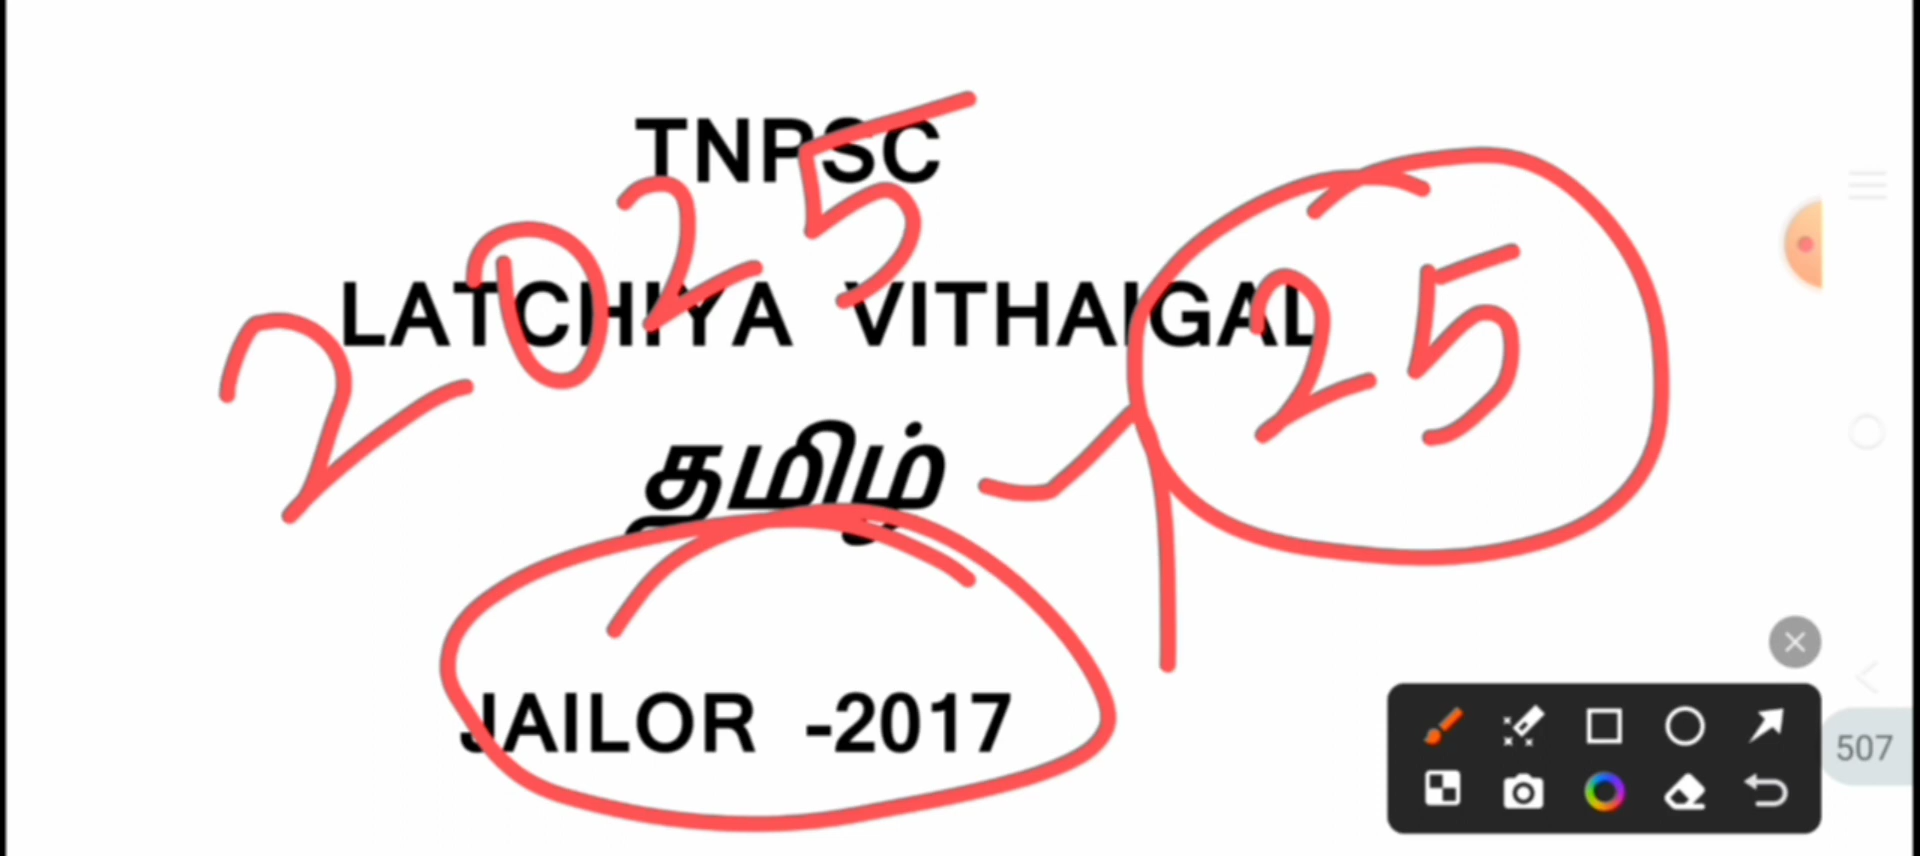 TNPSC
2025
LATCHIYA VITHAIGAL
25
தமிழ்
JAILOR -2017
507